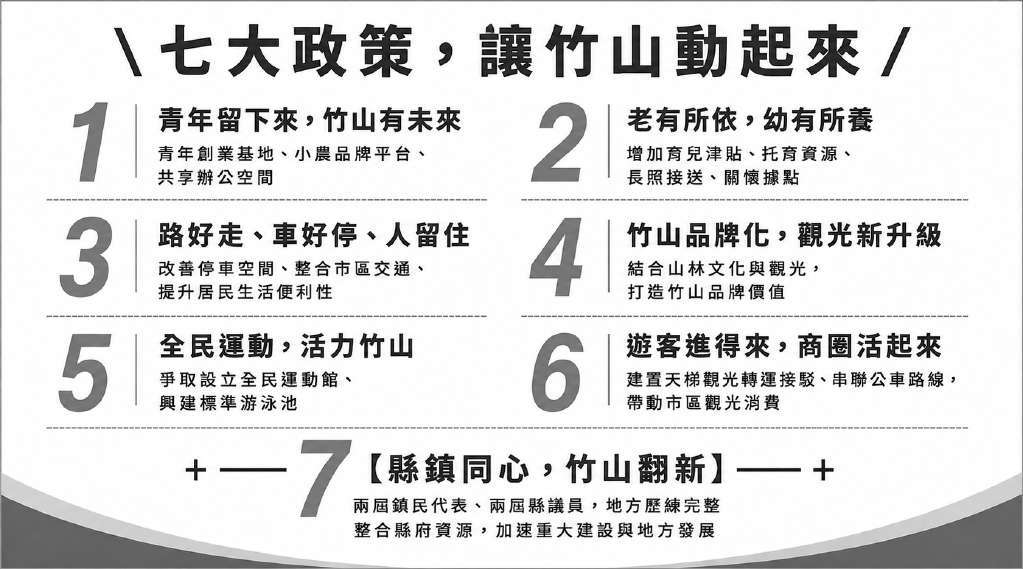 \ 七大政策，讓竹山動起來 /
1
青年留下來，竹山有未來
青年創業基地、小農品牌平台、
共享辦公空間
2
老有所依，幼有所養
增加育兒津貼、托育資源、
長照接送、關懷據點
3
路好走、車好停、人留住
改善停車空間、整合市區交通、
提升居民生活便利性
4
竹山品牌化，觀光新升級
結合山林文化與觀光，
打造竹山品牌價值
5
全民運動，活力竹山
爭取設立全民運動館、
興建標準游泳池
6
遊客進得來，商圈活起來
建置天梯觀光轉運接駁、串聯公車路線，
帶動市區觀光消費
7
【縣鎮同心，竹山翻新】
兩屆鎮民代表、兩屆縣議員，地方歷練完整
整合縣府資源，加速重大建設與地方發展